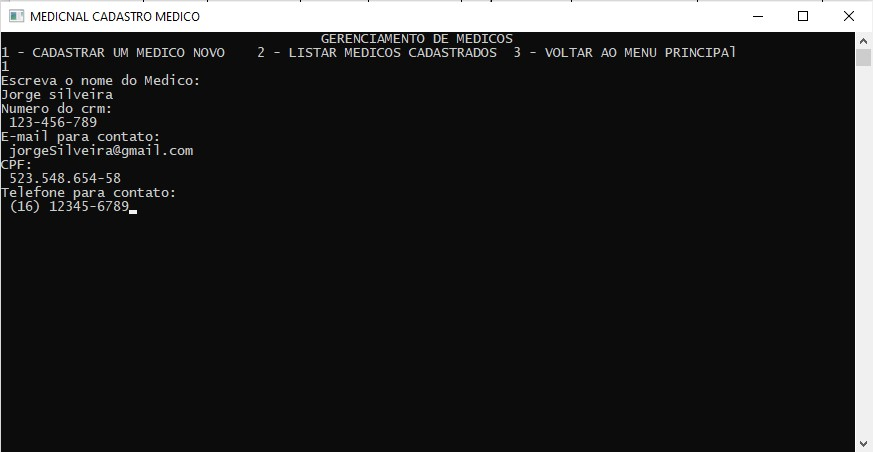 MEDICNAL CADASTRO MEDICO
GERENCIAMENTO DE MEDICOS
1 - CADASTRAR UM MEDICO NOVO    2 - LISTAR MEDICOS CADASTRADOS  3 - VOLTAR AO MENU PRINCIPAl
1
Escreva o nome do Medico:
Jorge silveira
Numero do crm:
123-456-789
E-mail para contato:
jorgeSilveira@gmail.com
CPF:
523.548.654-58
Telefone para contato:
(16) 12345-6789